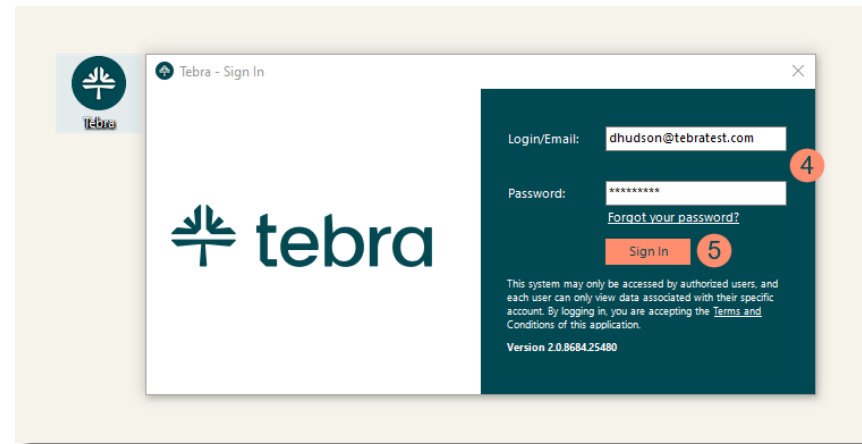 Tebra - Sign In
Tebra
Login/Email:
dhudson@tebratest.com
4
Password:
*********
Forgot your password?
Sign In
5
tebra
This system may only be accessed by authorized users, and
each user can only view data associated with their specific
account. By logging in, you are accepting the Terms and
Conditions of this application.
Version 2.0.8684.25480